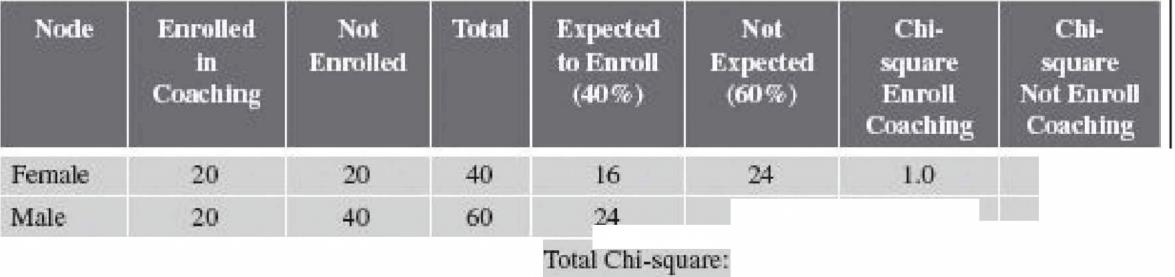 Node Enrolled in Coaching Not Enrolled Total Expected to Enroll (40%) Not Expected (60%) Chi-square Enroll Coaching Chi-square Not Enroll Coaching
Female 20 20 40 16 24 1.0
Male 20 40 60 24
Total Chi-square: